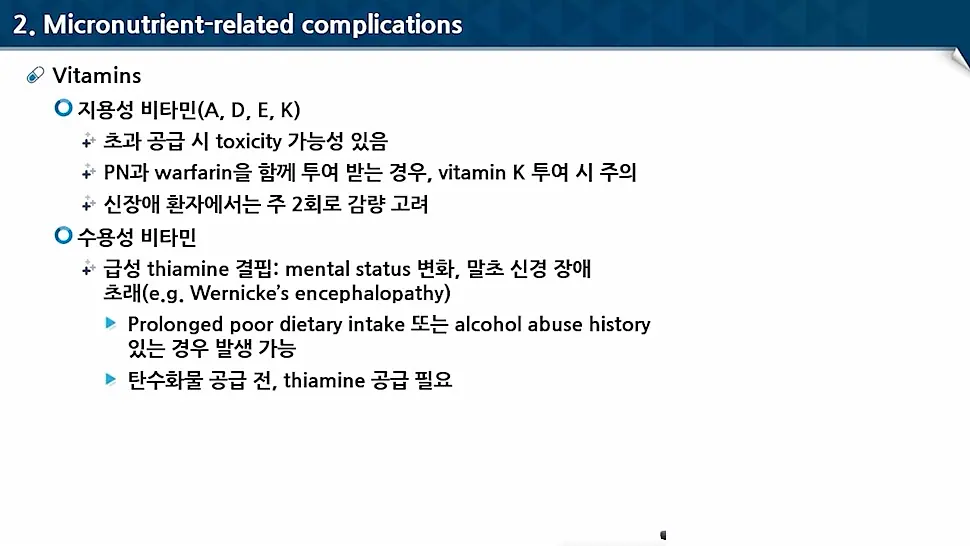 2. Micronutrient-related complications
Vitamins
지용성 비타민(A, D, E, K)
초과 공급 시 toxicity 가능성 있음
PN과 warfarin을 함께 투여 받는 경우, vitamin K 투여 시 주의
신장애 환자에서는 주 2회로 감량 고려
수용성 비타민
급성 thiamine 결핍: mental status 변화, 말초 신경 장애
초래(e.g. Wernicke's encephalopathy)
Prolonged poor dietary intake 또는 alcohol abuse history
있는 경우 발생 가능
탄수화물 공급 전, thiamine 공급 필요